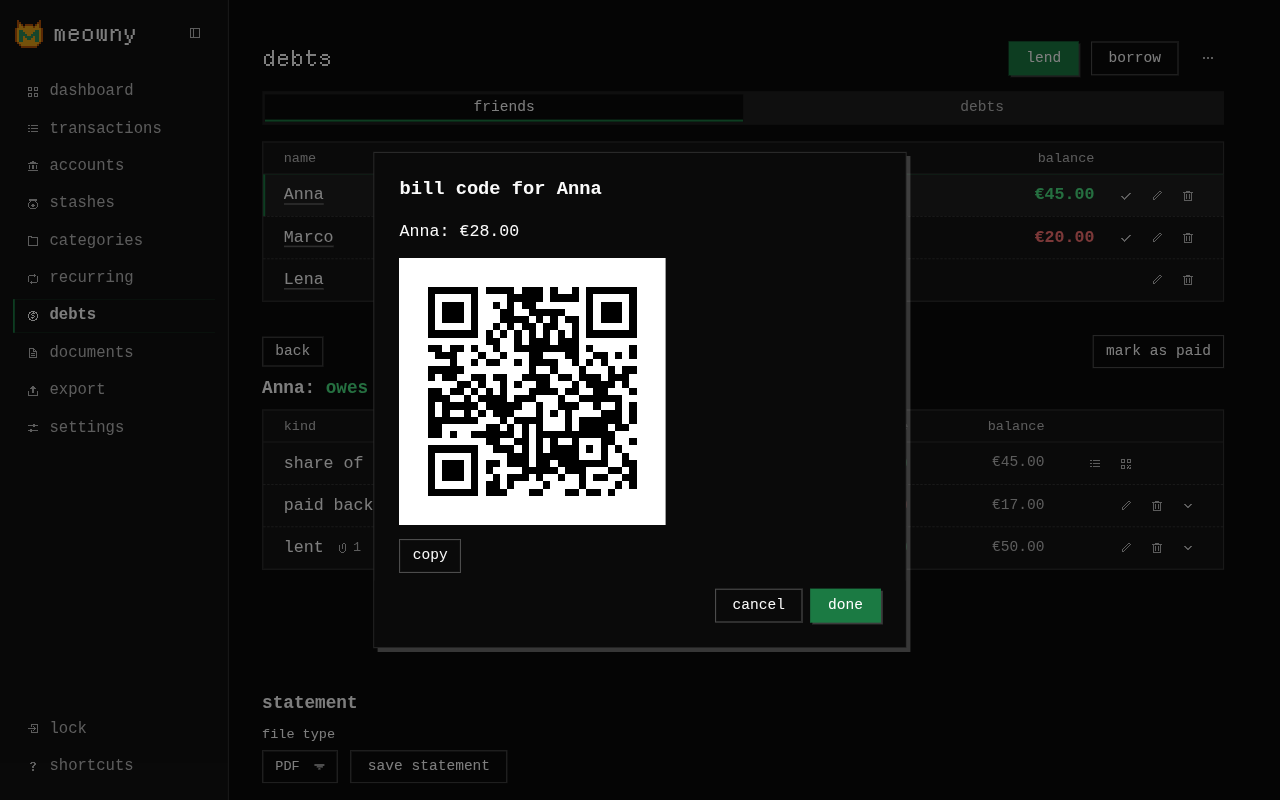 meowny
dashboard
transactions
accounts
stashes
categories
recurring
debts
documents
export
settings
lock
? shortcuts
debts
lend
borrow
friends
debts
name
balance
Anna
€45.00
Marco
€20.00
Lena
back
mark as paid
Anna: owes
kind
balance
share of
€45.00
paid back
€17.00
lent 1
€50.00
bill code for Anna
Anna: €28.00
copy
cancel
done
statement
file type
PDF
save statement